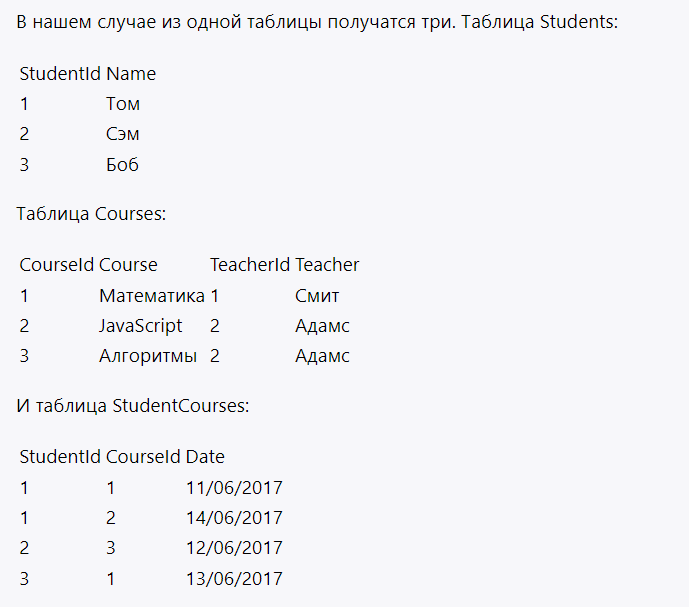 В нашем случае из одной таблицы получатся три. Таблица Students:
StudentId Name
1 Том
2 Сэм
3 Боб
Таблица Courses:
CourseId Course TeacherId Teacher
1 Математика 1 Смит
2 JavaScript 2 Адамс
3 Алгоритмы 2 Адамс
И таблица StudentCourses:
StudentId CourseId Date
1 1 11/06/2017
1 2 14/06/2017
2 3 12/06/2017
3 1 13/06/2017